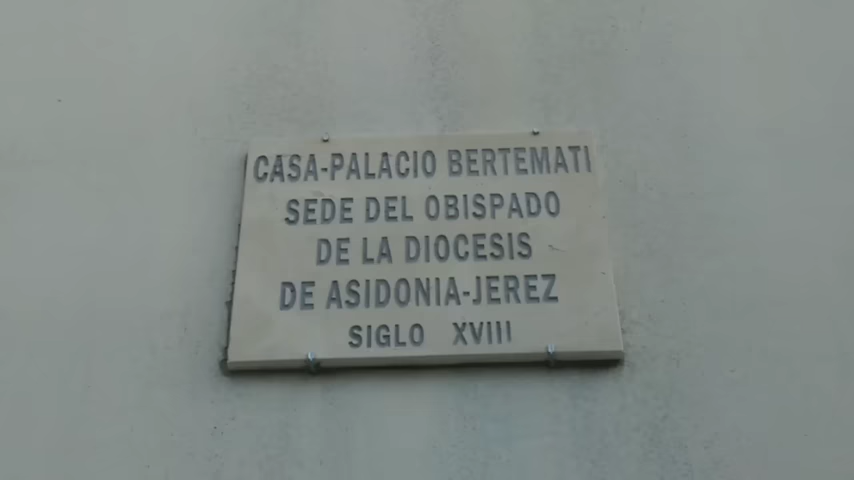 CASA-PALACIO BERTEMATI
SEDE DEL OBISPADO
DE LA DIOCESIS
DE ASIDONIA-JEREZ
SIGLO XVIII